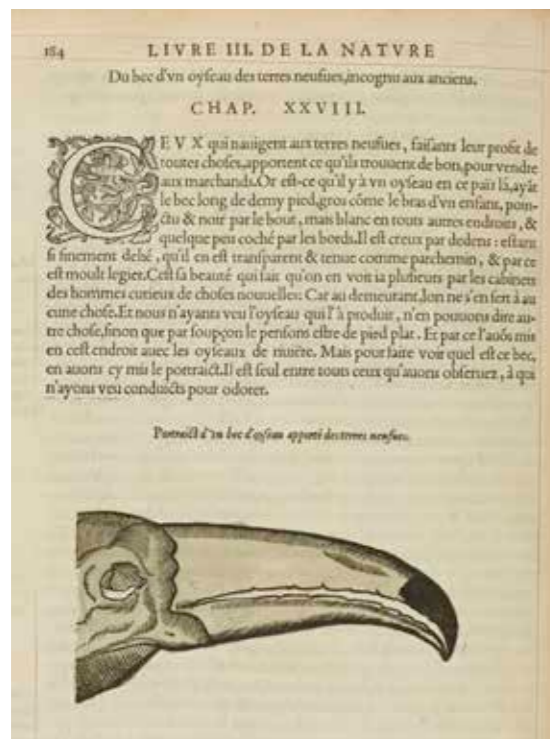 184 LIVRE III. DE LA NATVRE
Du bec d'vn oyseau des terres neufues, incognu aux anciens.
CHAP. XXVIII.
CEVX qui nauigent aux terres neufues, faisants leur profit de
toutes choses, apportent ce qu'ils trouuent de bon, pour vendre
aux marchands. Or est-ce qu'il y à vn oyseau en ce païs là, ayãt
le bec long de demy pied, gros cõme le bras d'vn enfant, poin-
ctu & noir par le bout, mais blanc en touts autres endroits, &
quelque peu coché par les bords. Il est creus par dedens: estant
si finement delié, qu'il en est transparent & tenue comme parchemin, & par ce
est moult legier. C'est sa beauté qui fait qu'on en voit ia plusieurs par les cabinets
des hommes curieux de choses nouuelles: Car au demeurant, lon ne s'en sert à au
cune chose. Et nous n'ayants veu l'oyseau qui l'à produit, n'en pouuons dire au-
tre chose, sinon que par soupçon le pensons estre de pied plat. Et par ce l'auõs mis
en cest endroit auec les oyseaux de riuiere. Mais pour faire voir quel est ce bec,
en auons cy mis le portraict. Il est seul entre touts ceux qu'auons obseruez, à qui
n'ayons veu conduicts pour odorer.
Portraict d'vn bec d'oyseau apporté des terres neufues.